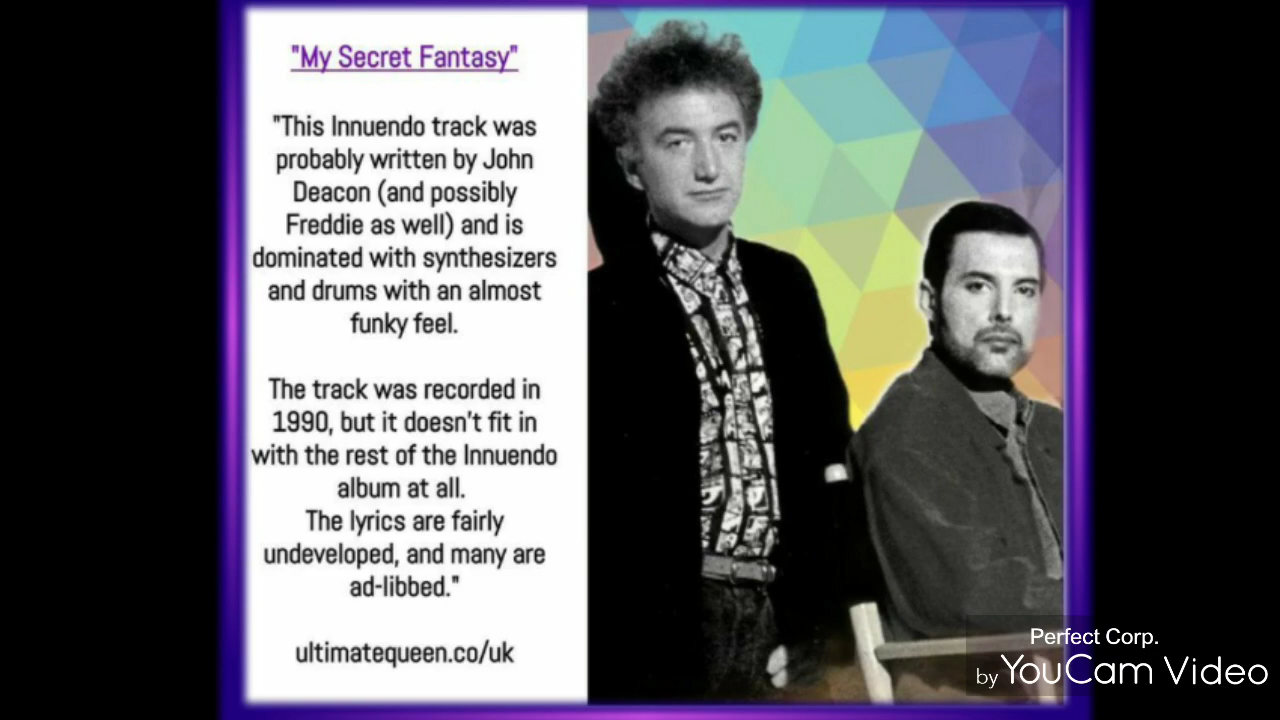 "My Secret Fantasy"
"This Innuendo track was
probably written by John
Deacon (and possibly
Freddie as well) and is
dominated with synthesizers
and drums with an almost
funky feel.
The track was recorded in
1990, but it doesn't fit in
with the rest of the Innuendo
album at all.
The lyrics are fairly
undeveloped, and many are
ad-libbed."
ultimatequeen.co/uk
Perfect Corp.
by YouCam Video